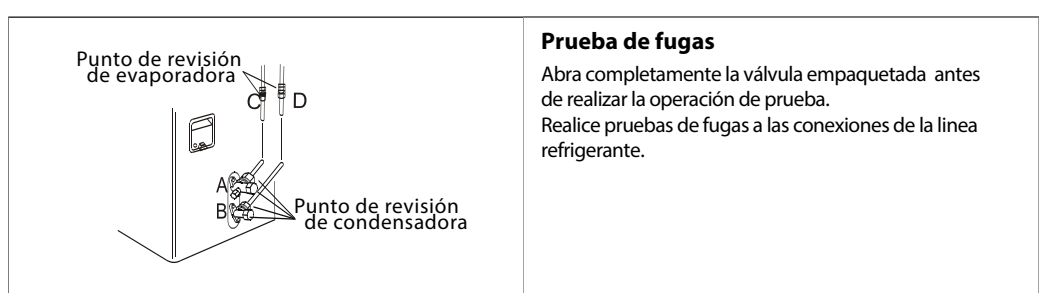 Punto de revisión
de evaporadora
C
D
A
B
Punto de revisión
de condensadora
Prueba de fugas
Abra completamente la válvula empaquetada antes
de realizar la operación de prueba.
Realice pruebas de fugas a las conexiones de la linea
refrigerante.